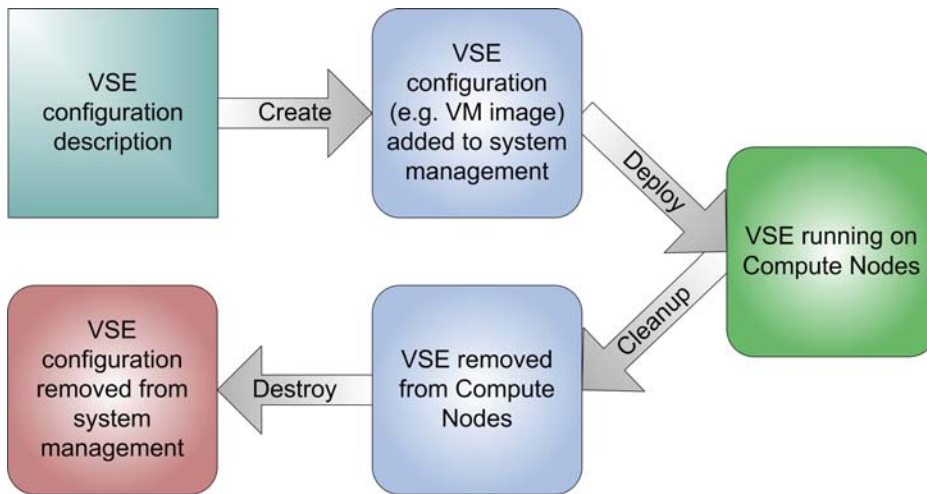 VSE
configuration
description
Create
VSE
configuration
(e.g. VM image)
added to system
management
Deploy
VSE running on
Compute Nodes
Cleanup
VSE removed
from Compute
Nodes
Destroy
VSE
configuration
removed from
system
management